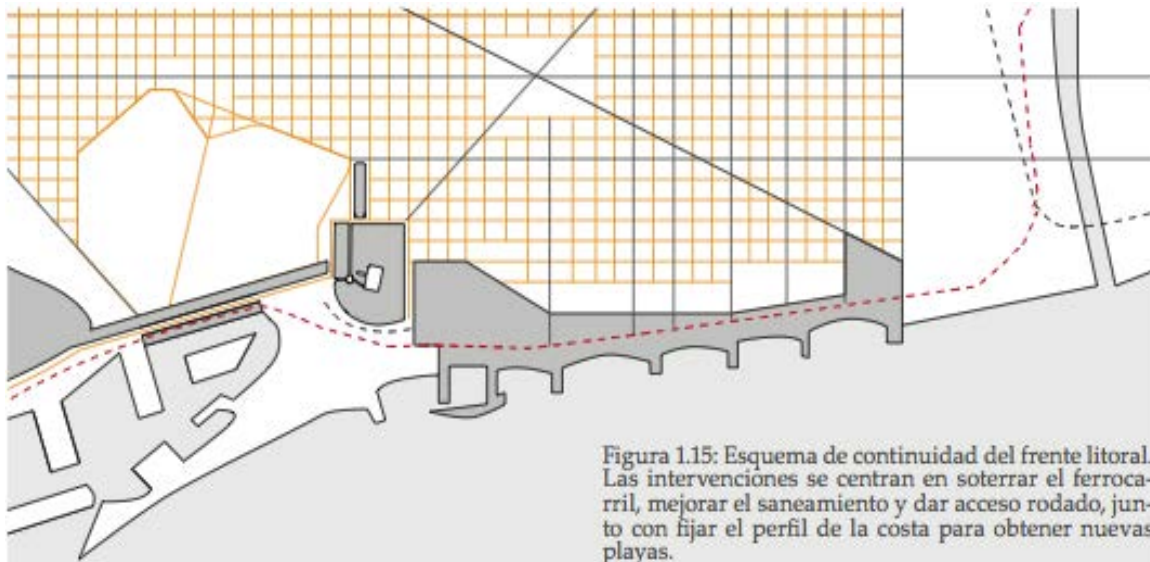 Figura 1.15: Esquema de continuidad del frente litoral.
Las intervenciones se centran en soterrar el ferroca-
rril, mejorar el saneamiento y dar acceso rodado, jun-
to con fijar el perfil de la costa para obtener nuevas
playas.